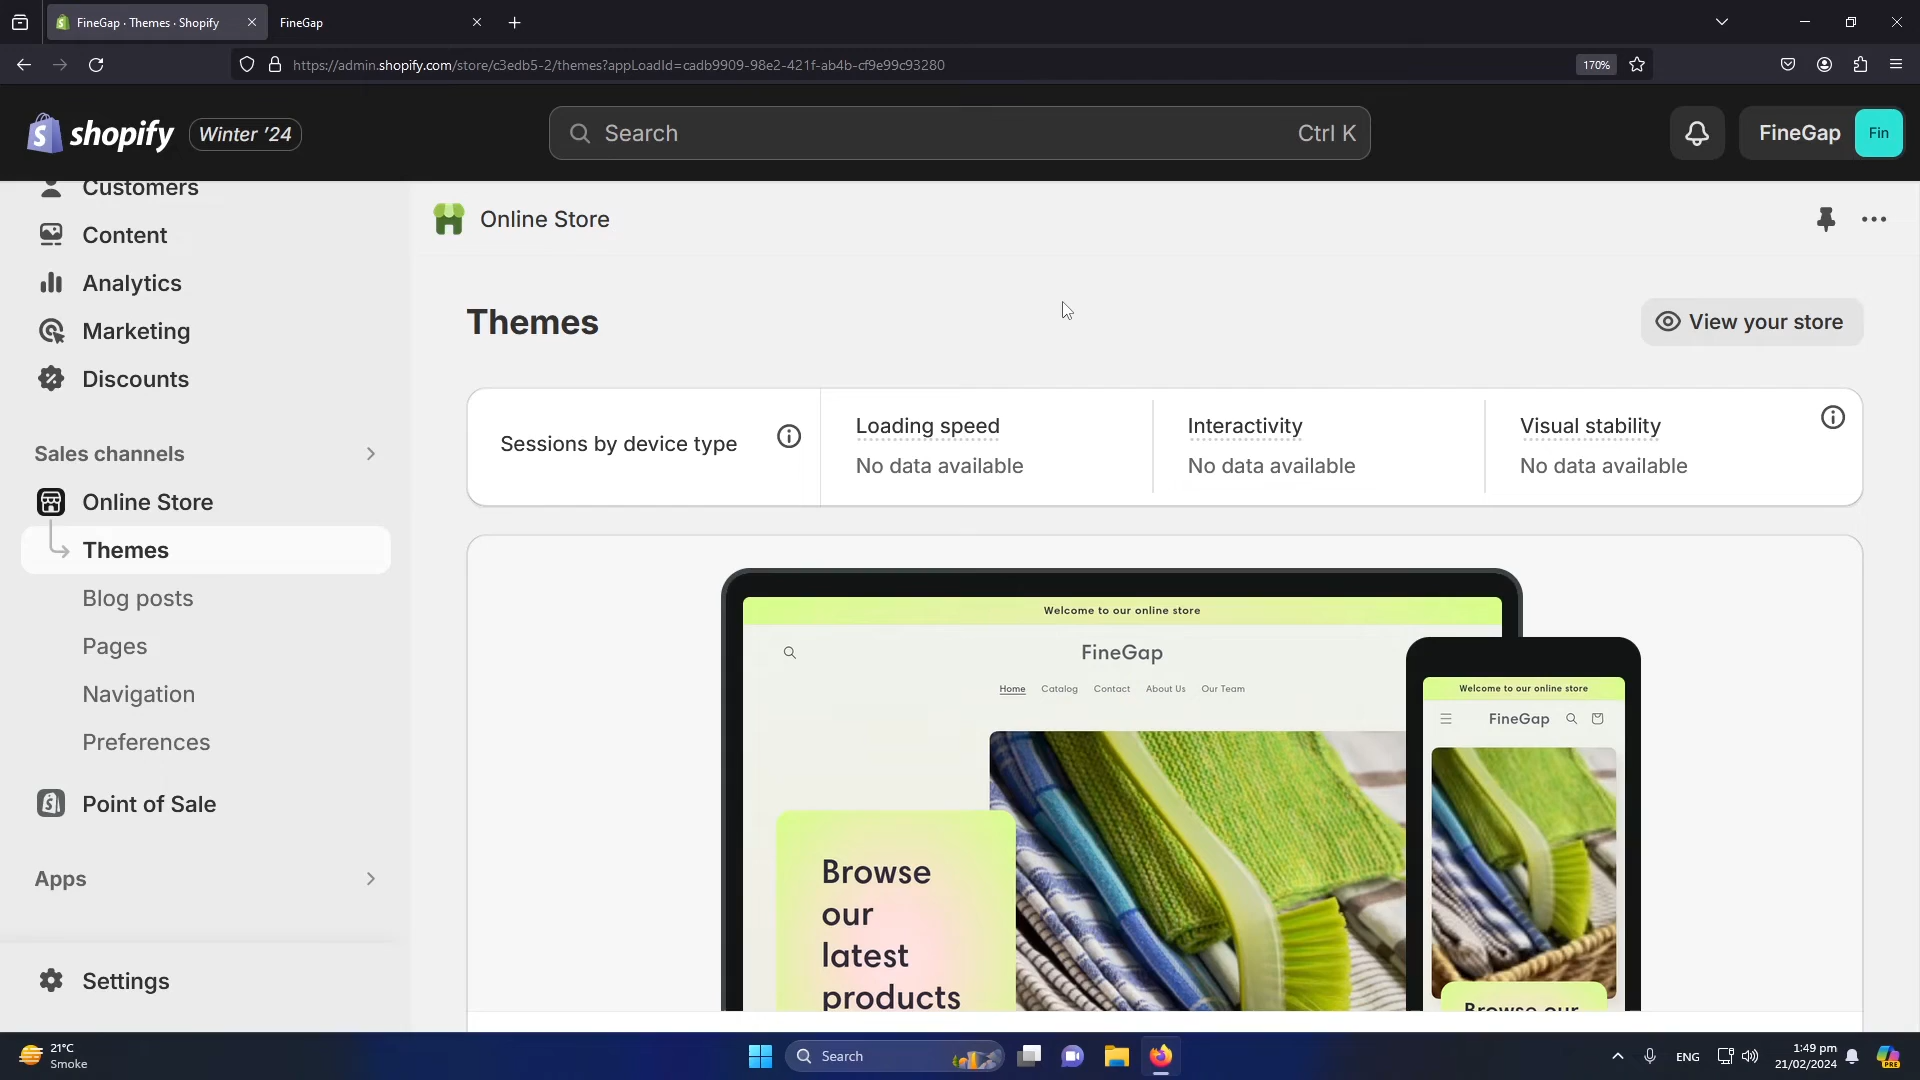 FineGap · Themes · Shopify
FineGap
https://admin.shopify.com/store/c3edb5-2/themes?appLoadId=cadb9909-98e2-421f-ab4b-cf9e99c93280
170%
shopify
Winter '24
Search
Ctrl K
FineGap
Fin
Customers
Content
Analytics
Marketing
Discounts
Sales channels
Online Store
Themes
Blog posts
Pages
Navigation
Preferences
Point of Sale
Apps
Settings
Online Store
Themes
View your store
Sessions by device type
Loading speed
No data available
Interactivity
No data available
Visual stability
No data available
Welcome to our online store
FineGap
Home
Catalog
Contact
About Us
Our Team
Browse
our
latest
products
Welcome to our online store
FineGap
Browse our
21°C
Smoke
Search
ENG
1:49 pm
21/02/2024
PRE